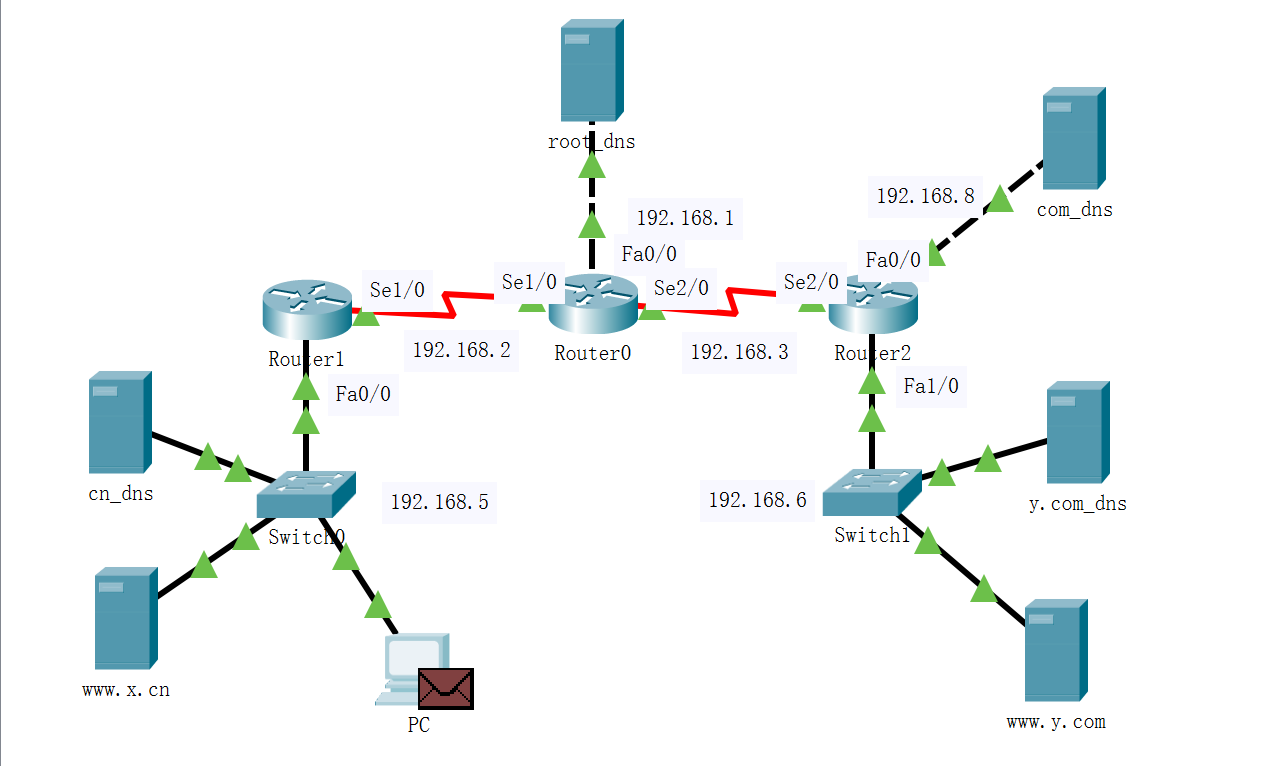 root_dns
192.168.8
com_dns
192.168.1
Fa0/0
Fa0/0
Se1/0
Se1/0
Se2/0
Se2/0
192.168.2
Router0
192.168.3
Router2
Router1
Fa0/0
Fa1/0
cn_dns
192.168.5
192.168.6
y.com_dns
Switch0
Switch1
www.x.cn
PC
www.y.com